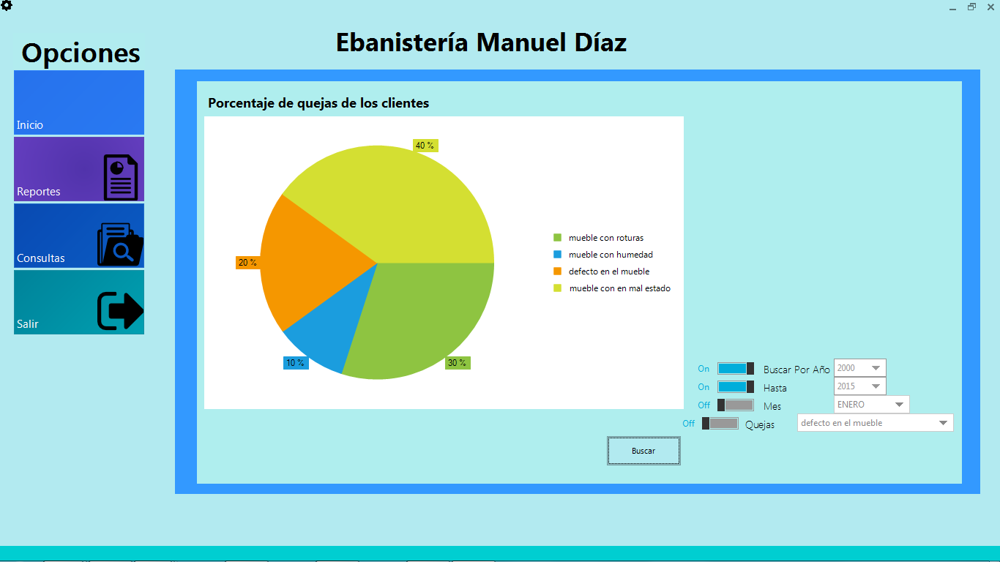 Ebanistería Manuel Díaz
Opciones
Inicio
Reportes
Consultas
Salir
Porcentaje de quejas de los clientes
40 %
20 %
10 %
30 %
mueble con roturas
mueble con humedad
defecto en el mueble
mueble con en mal estado
On Buscar Por Año 2000
On Hasta 2015
Off Mes ENERO
Off Quejas defecto en el mueble
Buscar